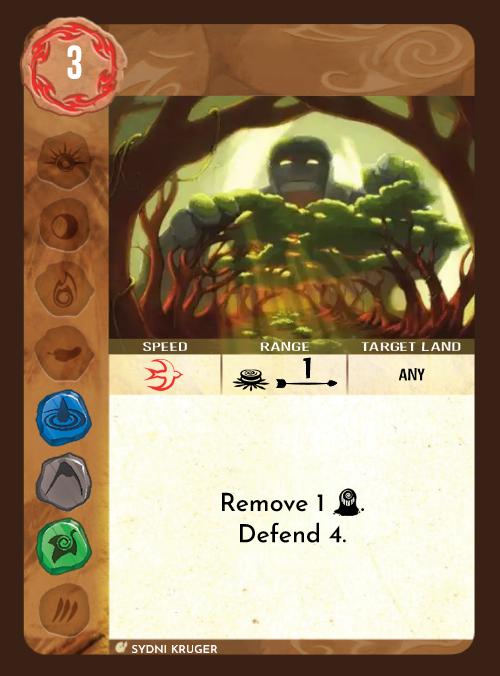 3
SPEED RANGE TARGET LAND
1 ANY
Remove 1 .
Defend 4.
SYDNI KRUGER